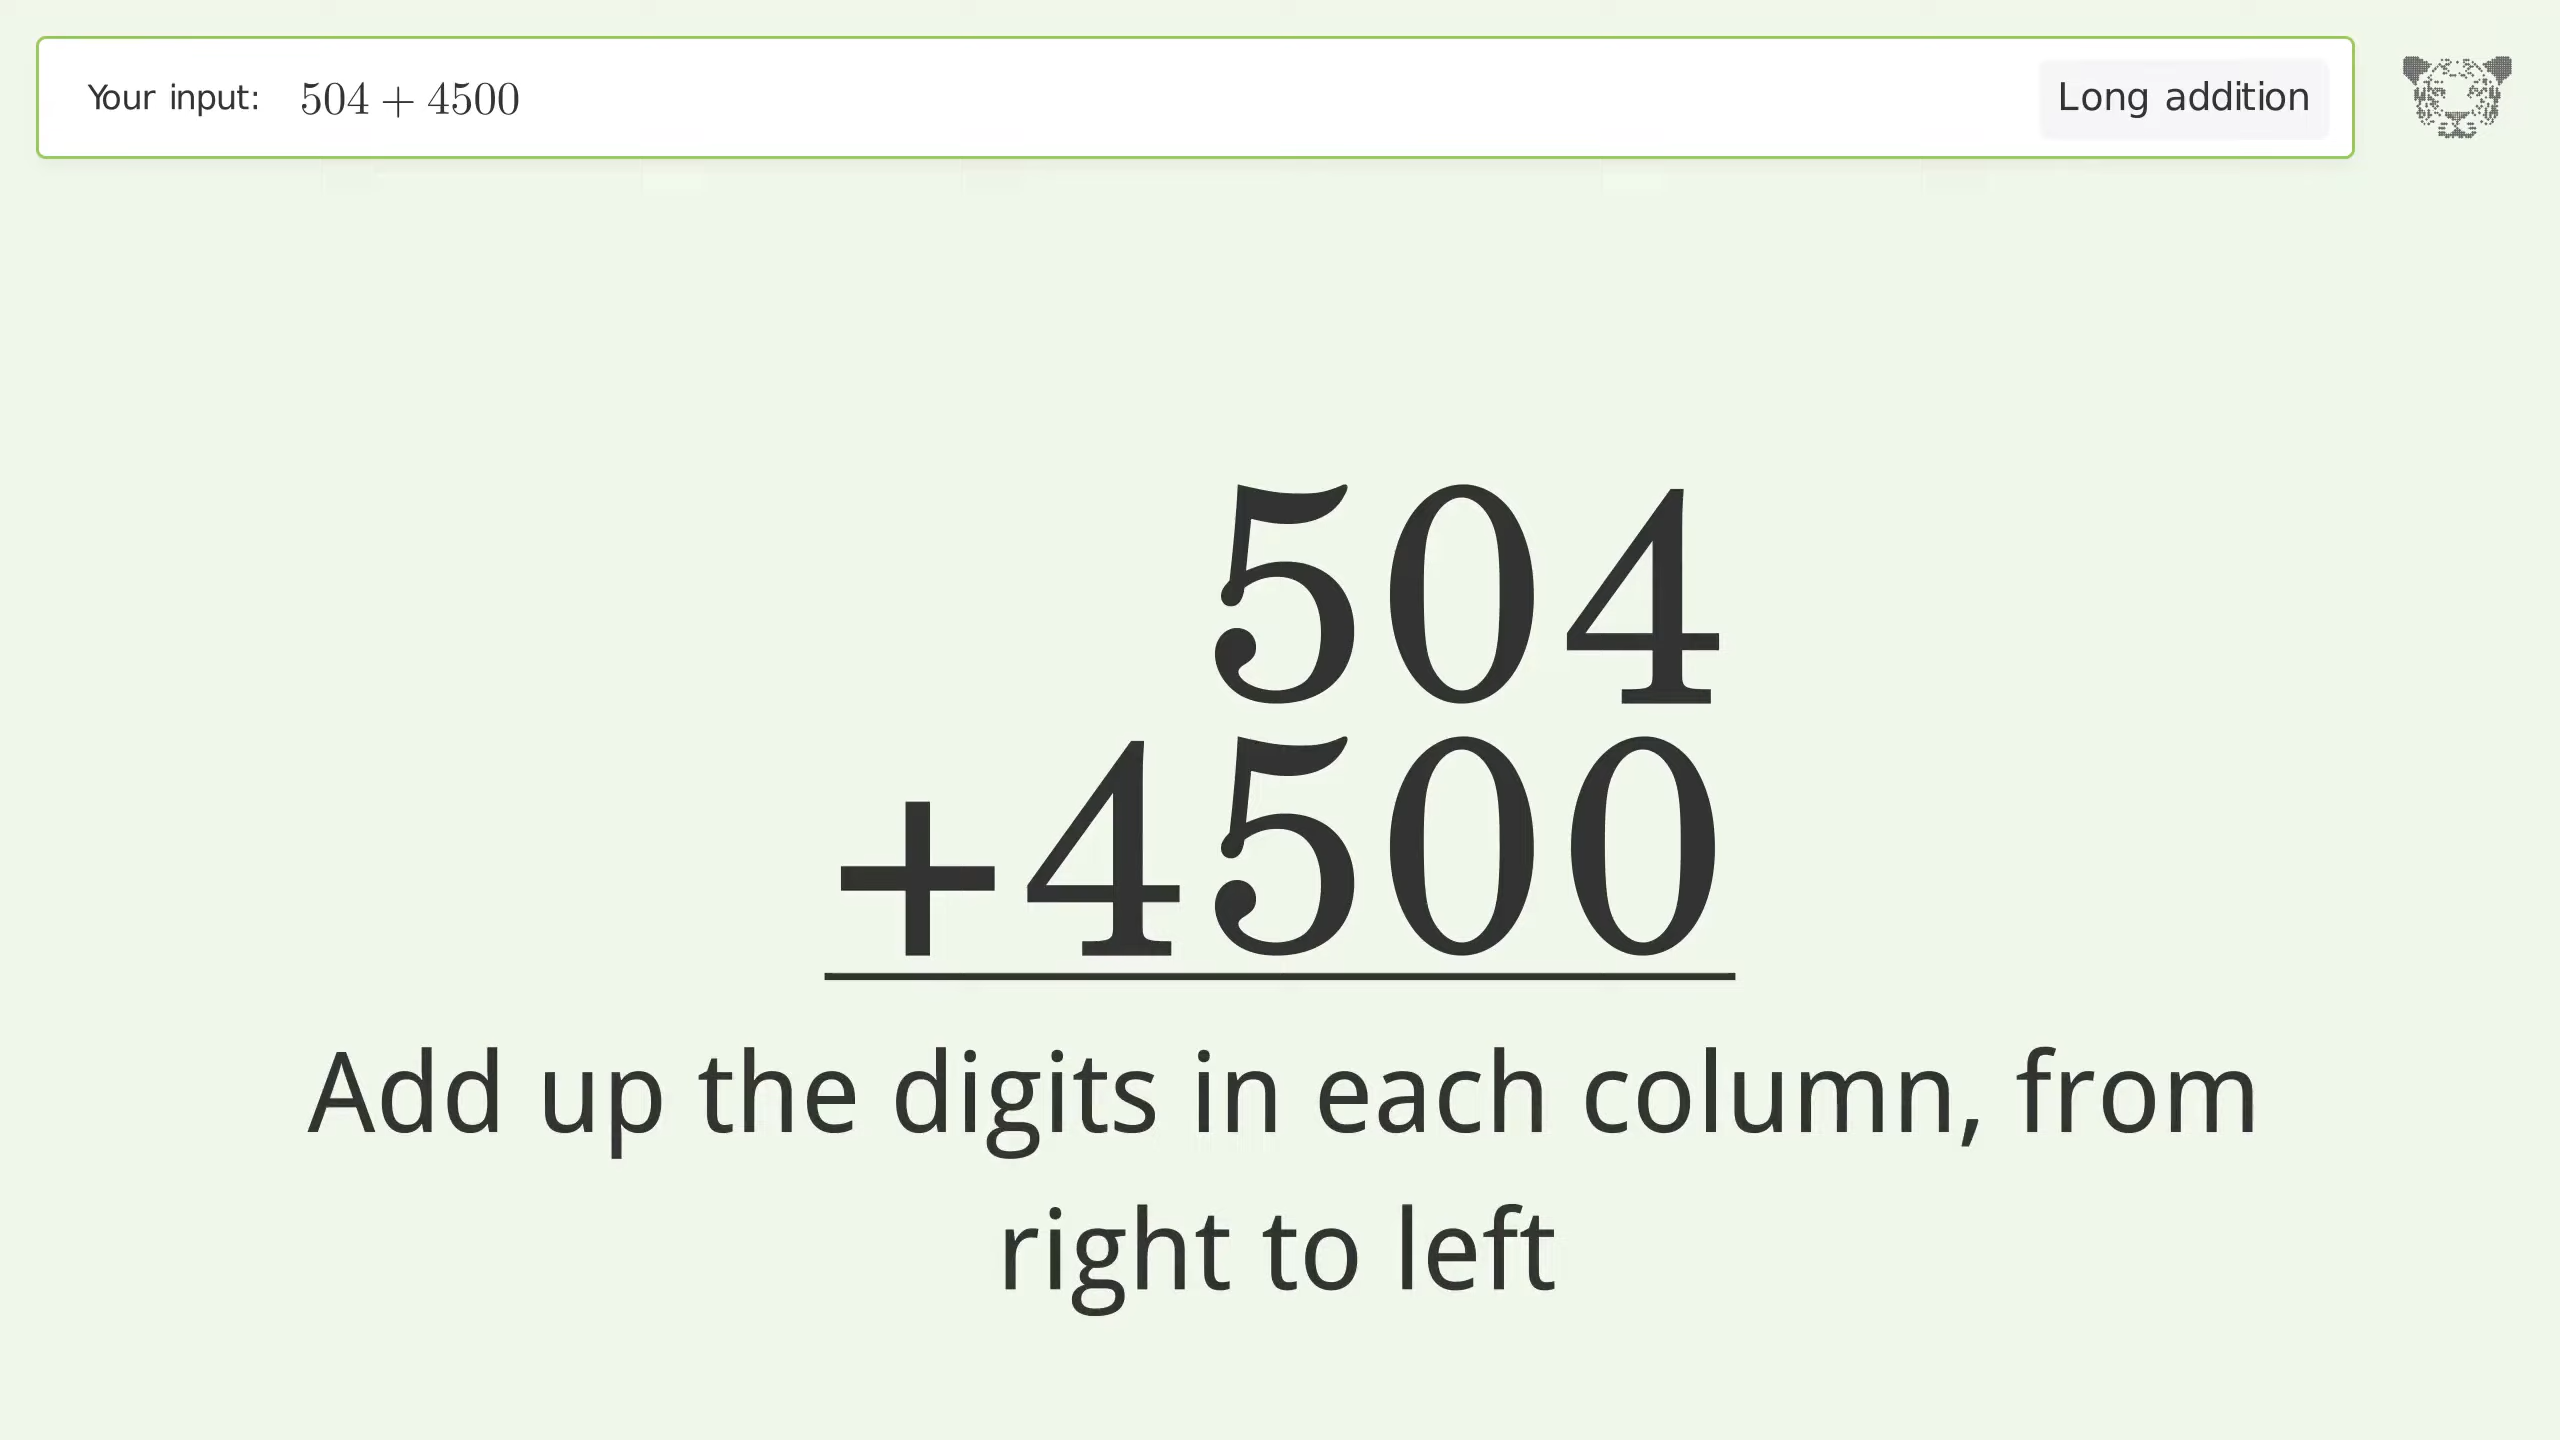 Your input: 504 + 4500
Long addition
504
+4500
Add up the digits in each column, from
right to left